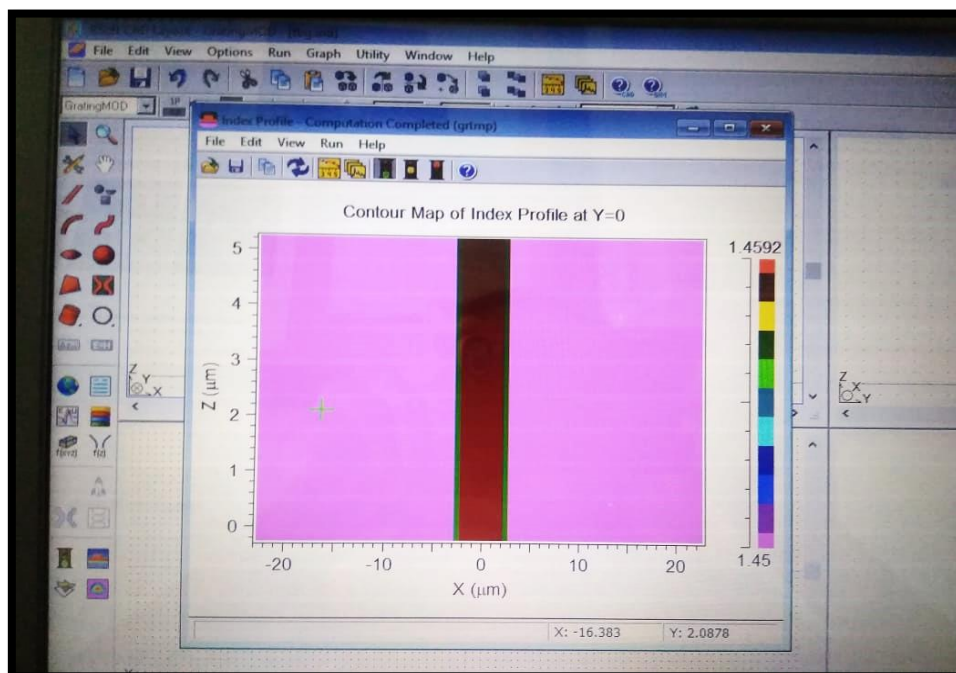 File Edit View Options Run Graph Utility Window Help
GratingMOD
Index Profile - Computation Completed (grtmp)
File Edit View Run Help
Contour Map of Index Profile at Y=0
1.4592
5
4
3
2
1
0
Z (µm)
-20 -10 0 10 20
X (µm)
1.45
Z Y X
Z X Y
X: -16.383 Y: 2.0878